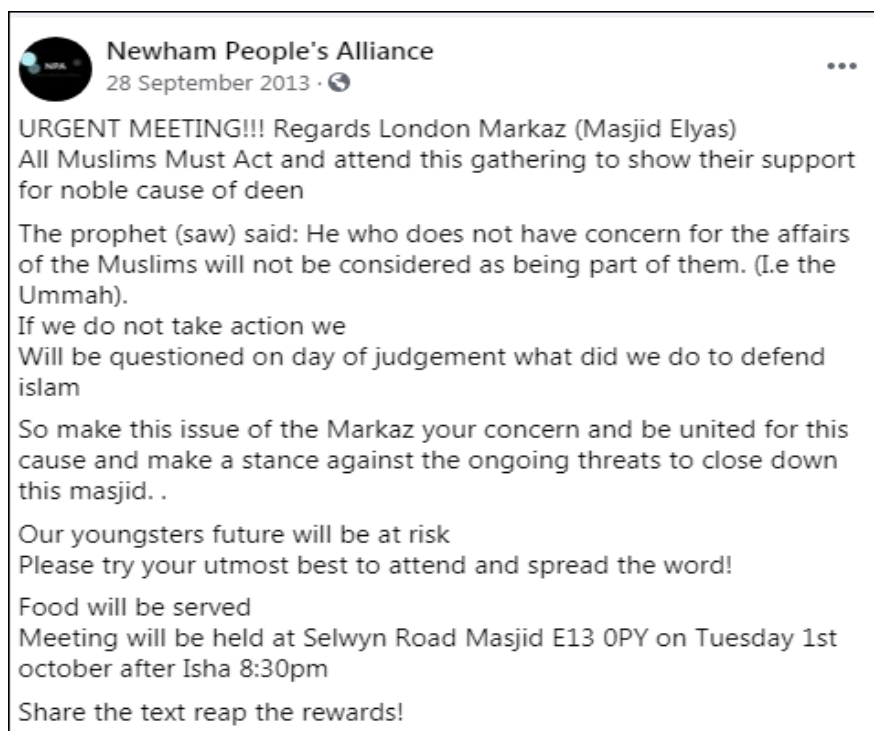 Newham People's Alliance
NPA
28 September 2013 ·
URGENT MEETING!!! Regards London Markaz (Masjid Elyas)
All Muslims Must Act and attend this gathering to show their support
for noble cause of deen
The prophet (saw) said: He who does not have concern for the affairs
of the Muslims will not be considered as being part of them. (I.e the
Ummah).
If we do not take action we
Will be questioned on day of judgement what did we do to defend
islam
So make this issue of the Markaz your concern and be united for this
cause and make a stance against the ongoing threats to close down
this masjid. .
Our youngsters future will be at risk
Please try your utmost best to attend and spread the word!
Food will be served
Meeting will be held at Selwyn Road Masjid E13 0PY on Tuesday 1st
october after Isha 8:30pm
Share the text reap the rewards!